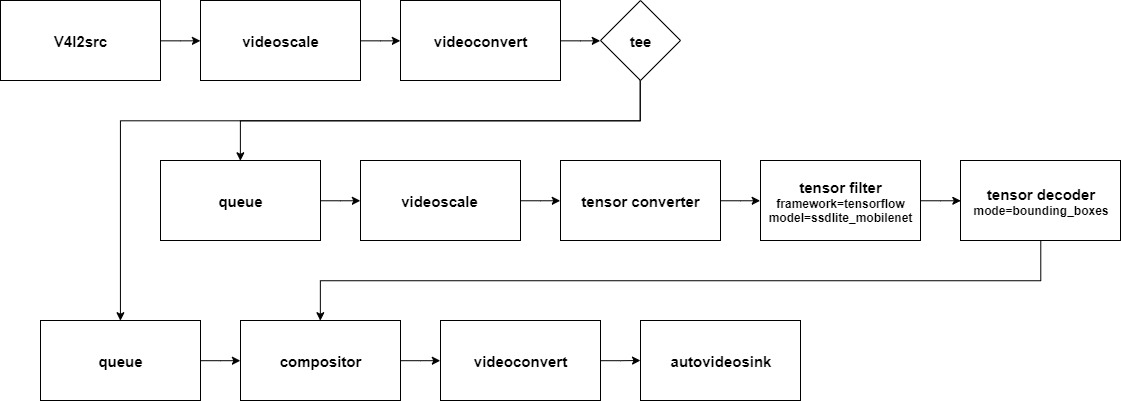 V4l2src
videoscale
videoconvert
tee
queue
videoscale
tensor converter
tensor filter
framework=tensorflow
model=ssdlite_mobilenet
tensor decoder
mode=bounding_boxes
queue
compositor
videoconvert
autovideosink